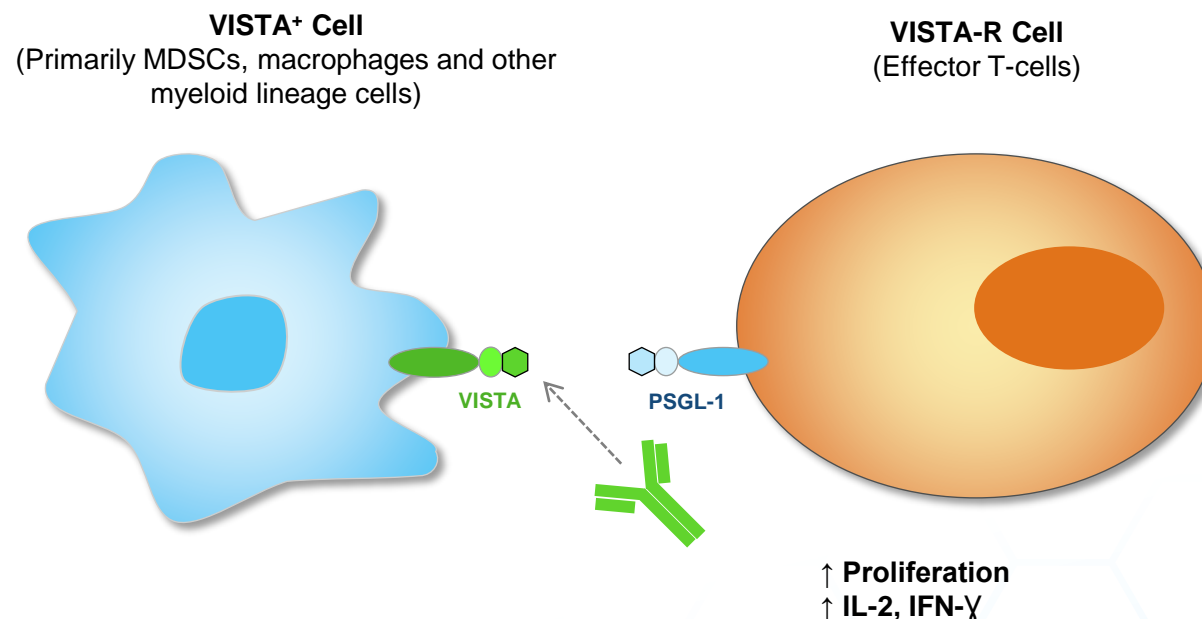 VISTA⁺ Cell
(Primarily MDSCs, macrophages and other
myeloid lineage cells)
VISTA-R Cell
(Effector T-cells)
VISTA
PSGL-1
↑ Proliferation
↑ IL-2, IFN-γ